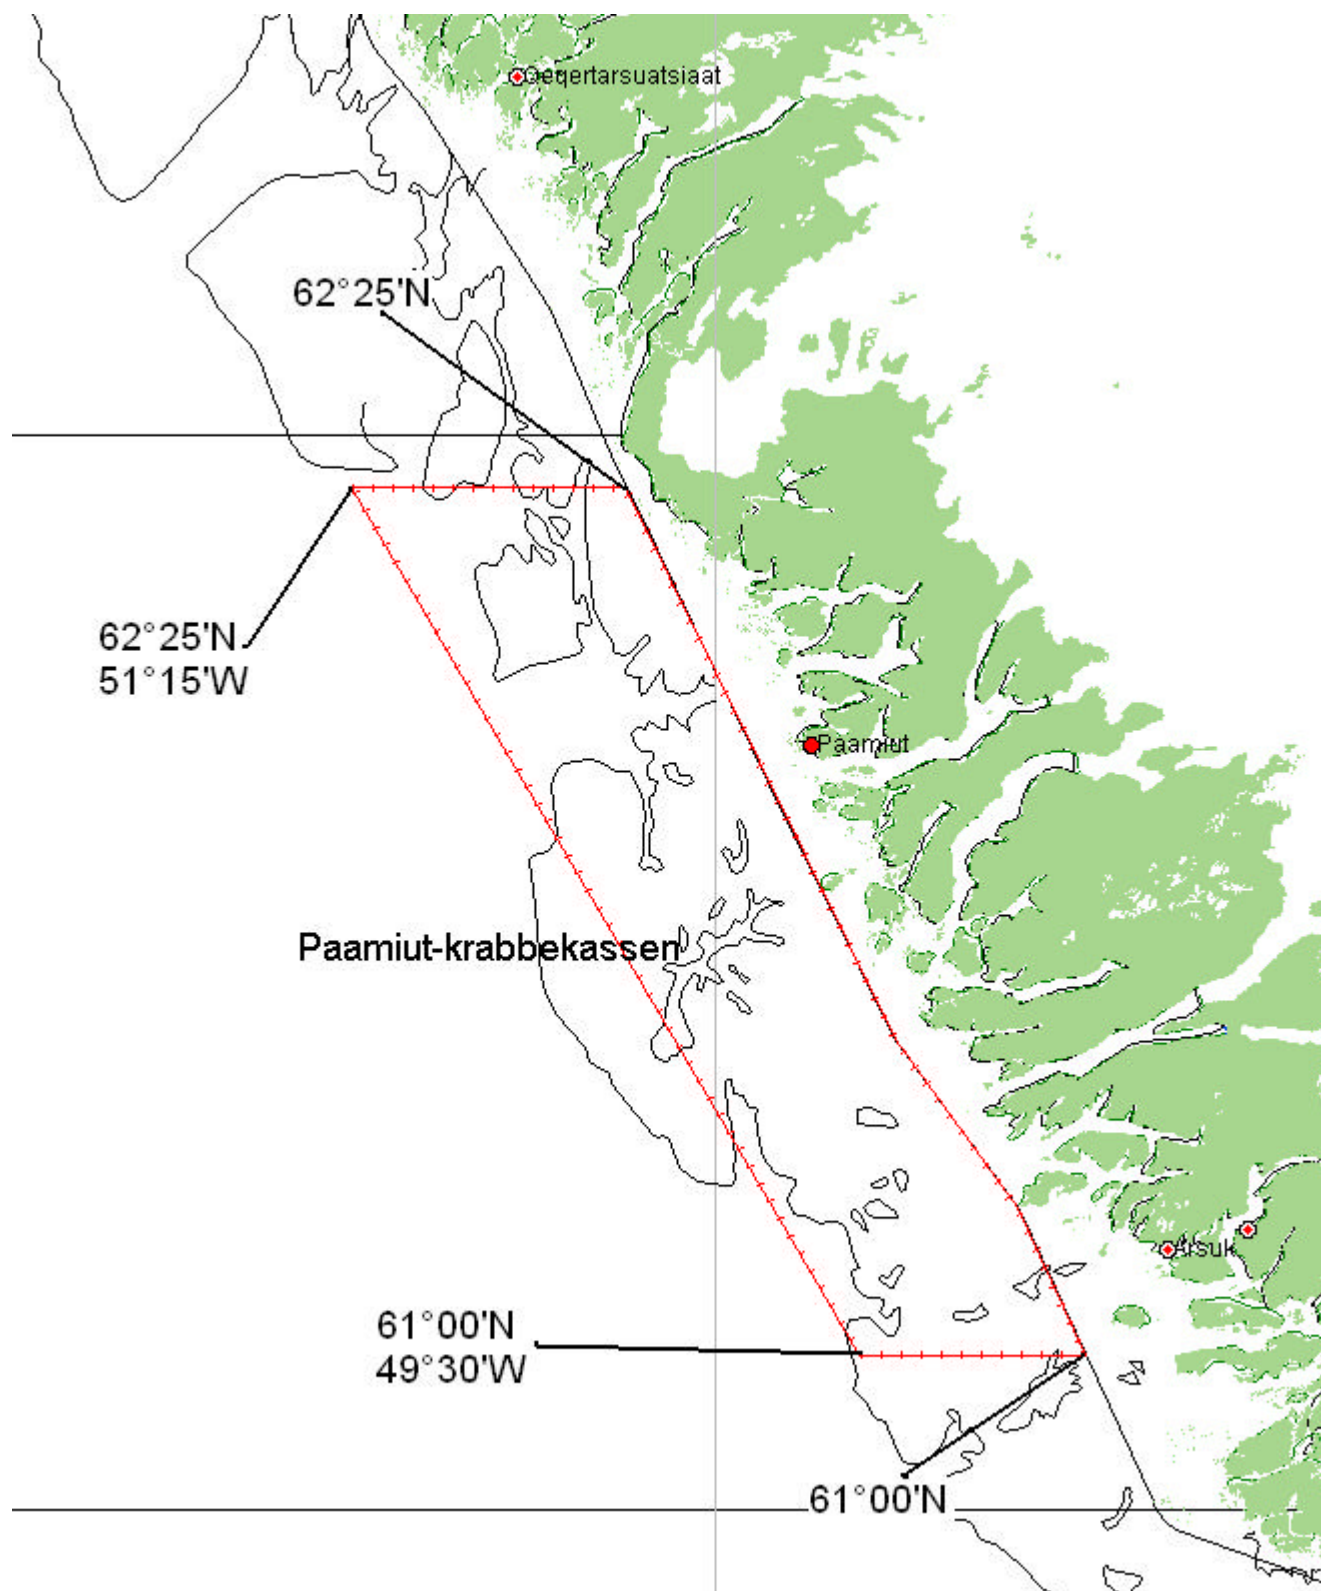 Qeqertarsuatsiaat
62°25'N
62°25'N
51°15'W
Paamiut
Paamiut-krabbekassen
Arsuk
61°00'N
49°30'W
61°00'N